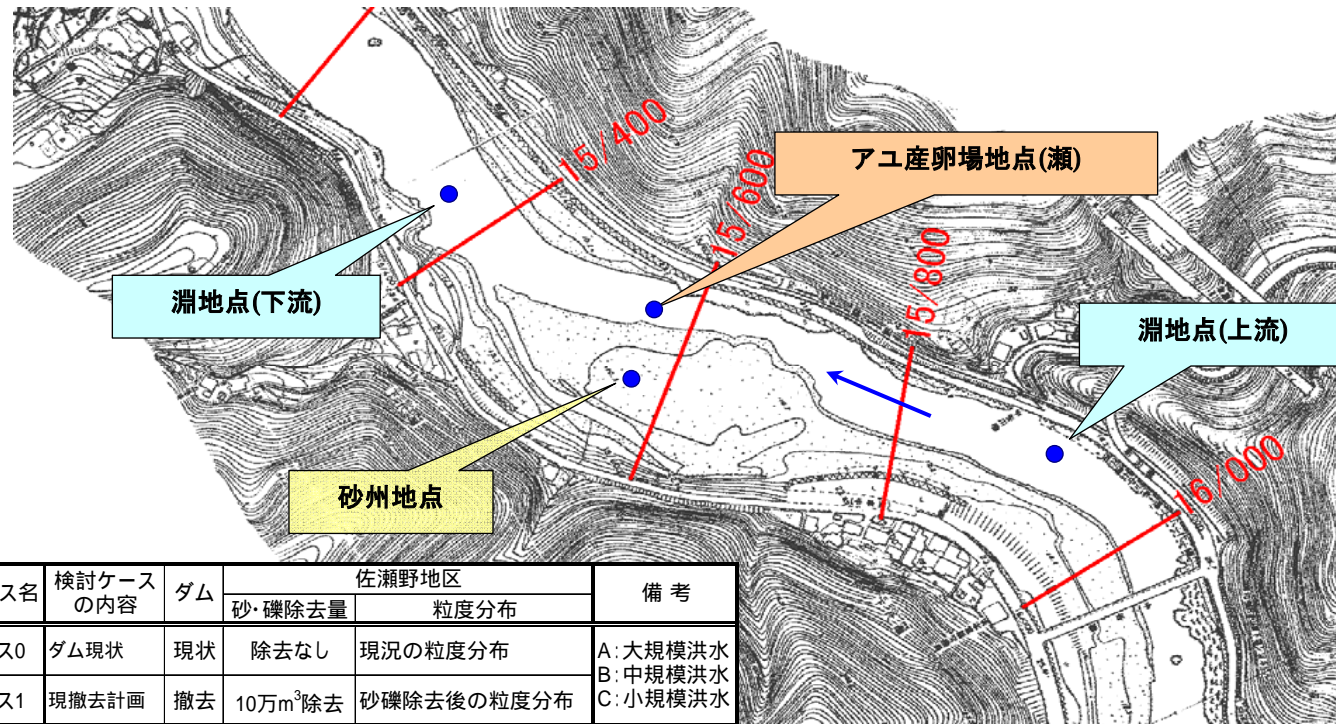 15/400
15/600
アユ産卵場地点(瀬)
15/800
淵地点(下流)
淵地点(上流)
砂州地点
16/000
ス名 検討ケースの内容 ダム 佐瀬野地区 備 考
砂・礫除去量 粒度分布
ス0 ダム現状 現状 除去なし 現況の粒度分布 A:大規模洪水
B:中規模洪水
ス1 現撤去計画 撤去 10万m³除去 砂礫除去後の粒度分布 C:小規模洪水